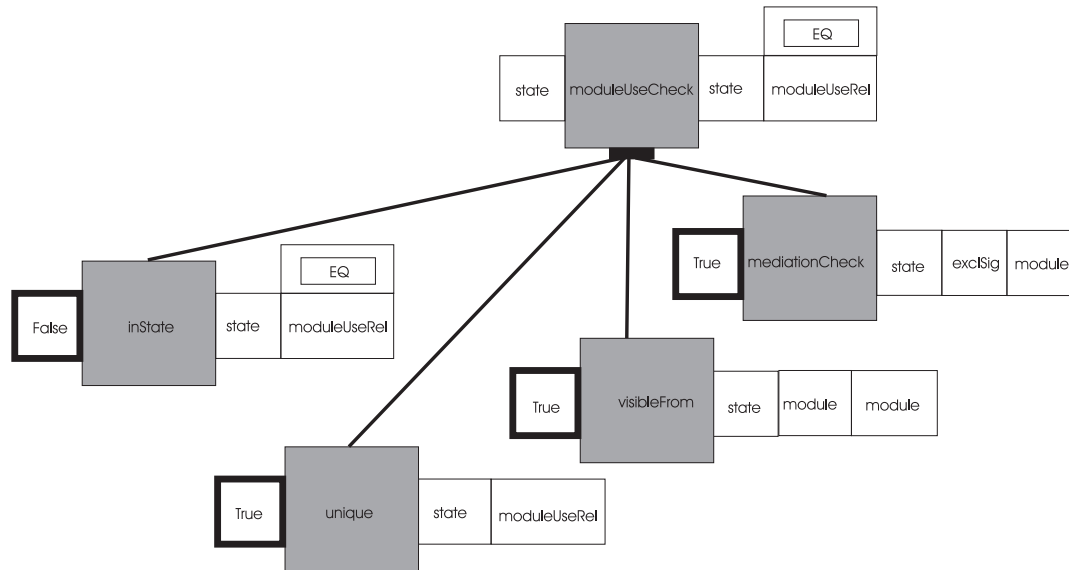 EQ
state
moduleUseCheck
state
moduleUseRel
True
mediationCheck
state
exclSig
module
EQ
False
inState
state
moduleUseRel
True
visibleFrom
state
module
module
True
unique
state
moduleUseRel